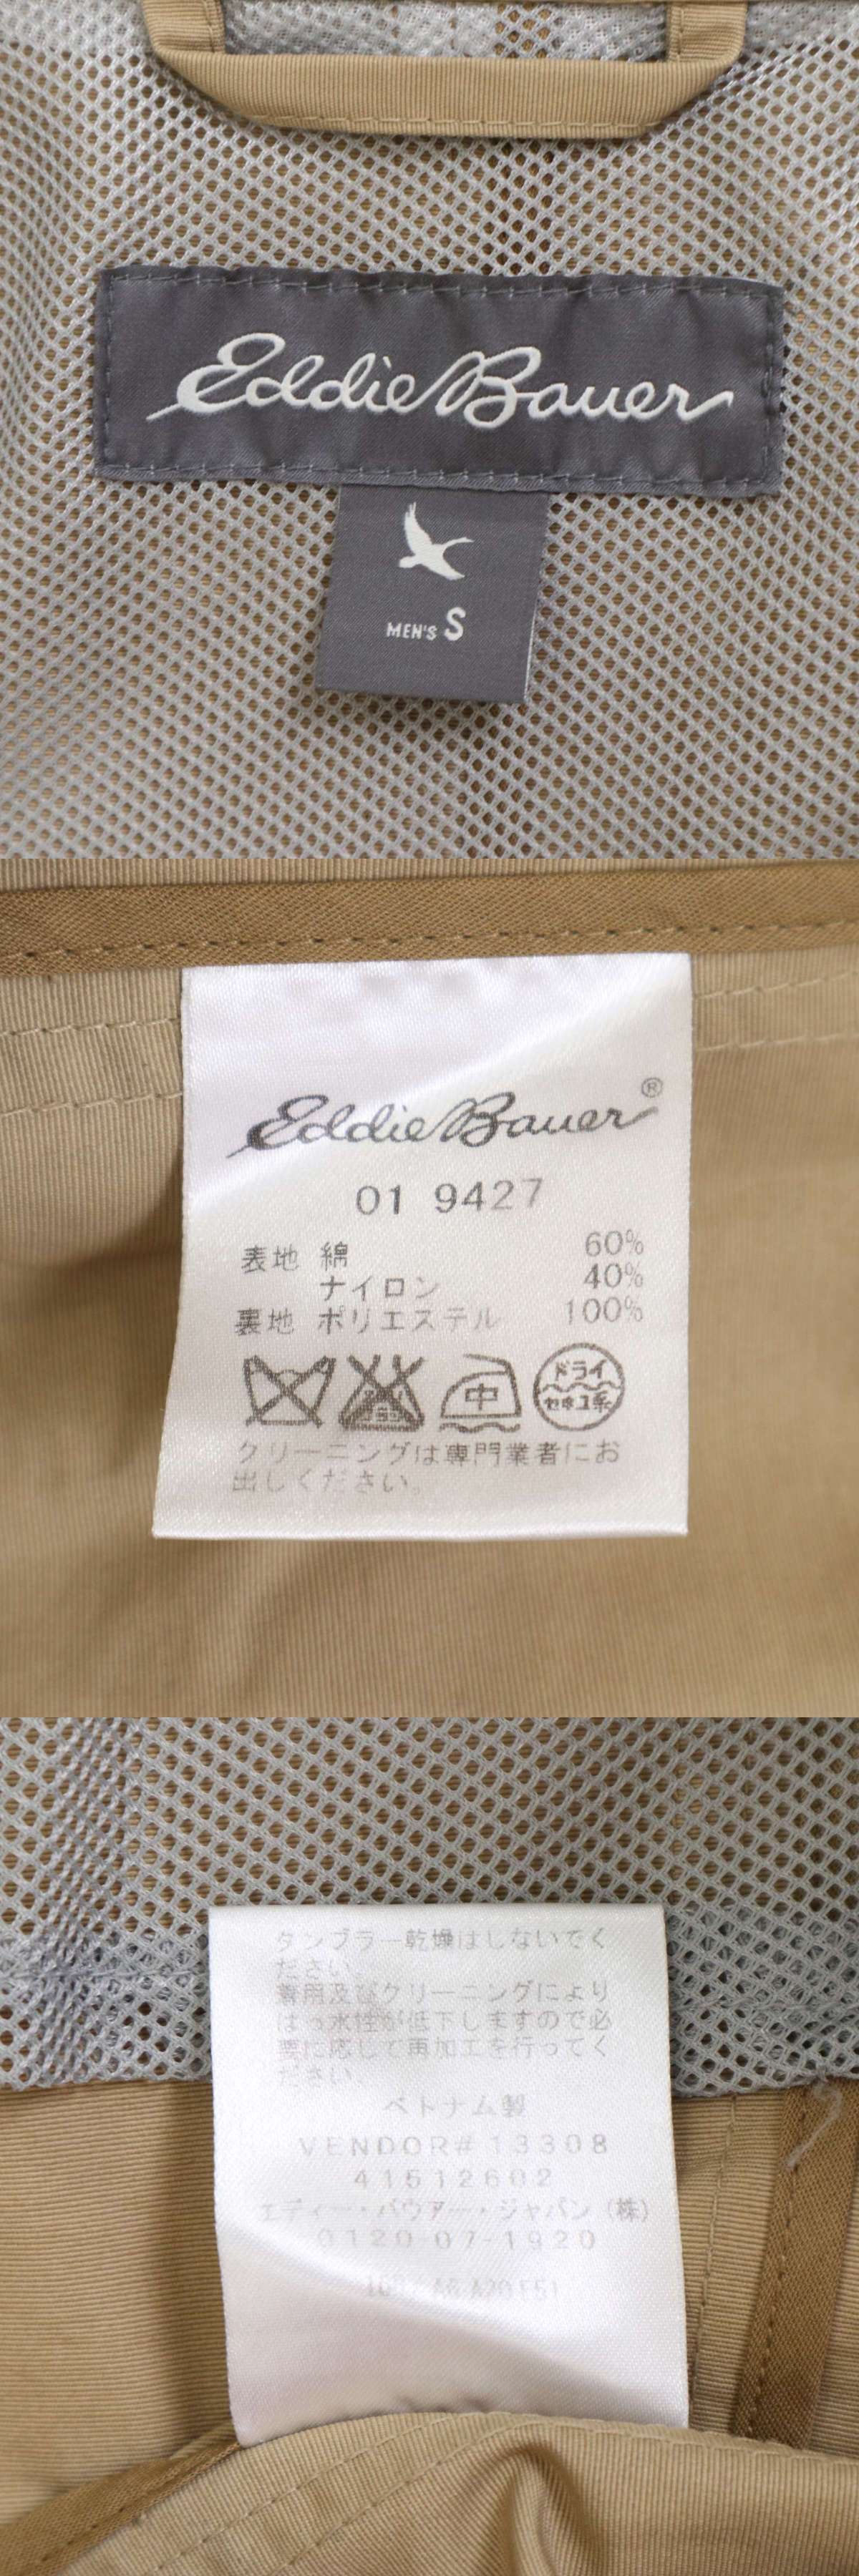 Eddie Bauer
MEN'S S
Eddie Bauer®
01 9427
表地 綿 60%
ナイロン 40%
裏地 ポリエステル 100%
中
ドライ
セキユ系
クリーニングは専門業者にお
出しください。
タンブラー乾燥はしないでく
ださい。
着用及びクリーニングにより
はっ水性が低下しますので必
要に応じて再加工を行ってく
ださい。
ベトナム製
VENDOR# 13308
41512602
エディー・バウアー・ジャパン（株）
0120-07-1920